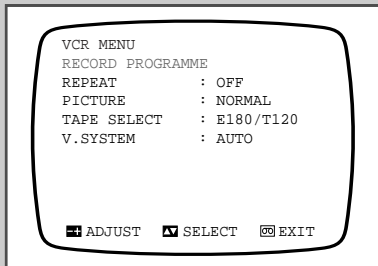 VCR MENU
RECORD PROGRAMME
REPEAT : OFF
PICTURE : NORMAL
TAPE SELECT : E180/T120
V.SYSTEM : AUTO
ADJUST SELECT EXIT